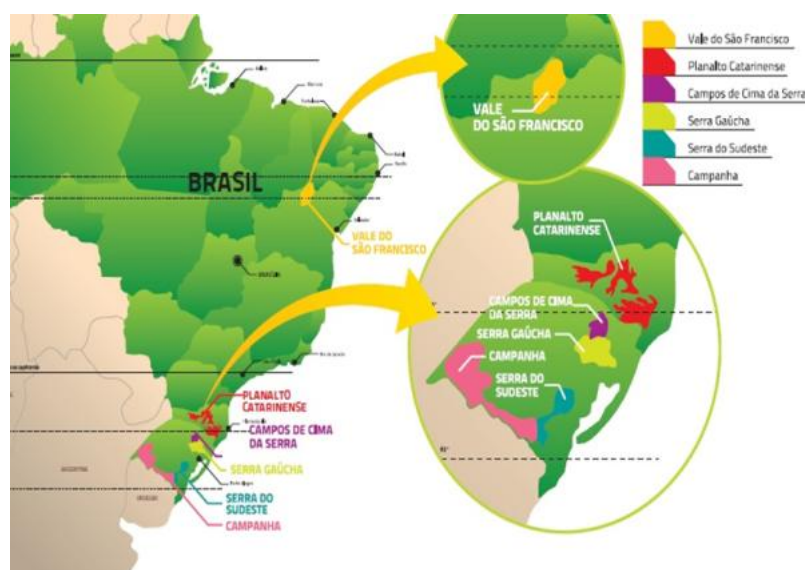 BRASIL
VALE DO
SÃO FRANCISCO
PLANALTO
CATARINENSE
CAMPOS DE CIMA
DA SERRA
SERRA GAÚCHA
SERRA DO
SUDESTE
CAMPANHA
ARGENTINA
URUGUAI
VALE
DO SÃO FRANCISCO
PLANALTO
CATARINENSE
CAMPOS DE CIMA
DA SERRA
SERRA GAÚCHA
CAMPANHA
SERRA DO
SUDESTE
Vale do São Francisco
Planalto Catarinense
Campos de Cima da Serra
Serra Gaúcha
Serra do Sudeste
Campanha